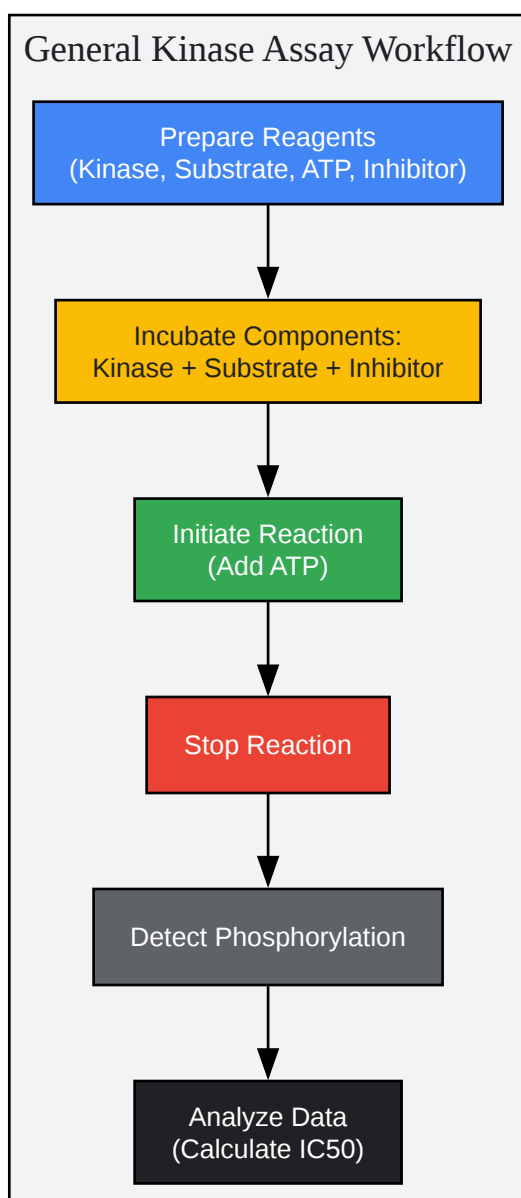 General Kinase Assay Workflow
Prepare Reagents
(Kinase, Substrate, ATP, Inhibitor)
Incubate Components:
Kinase + Substrate + Inhibitor
Initiate Reaction
(Add ATP)
Stop Reaction
Detect Phosphorylation
Analyze Data
(Calculate IC50)